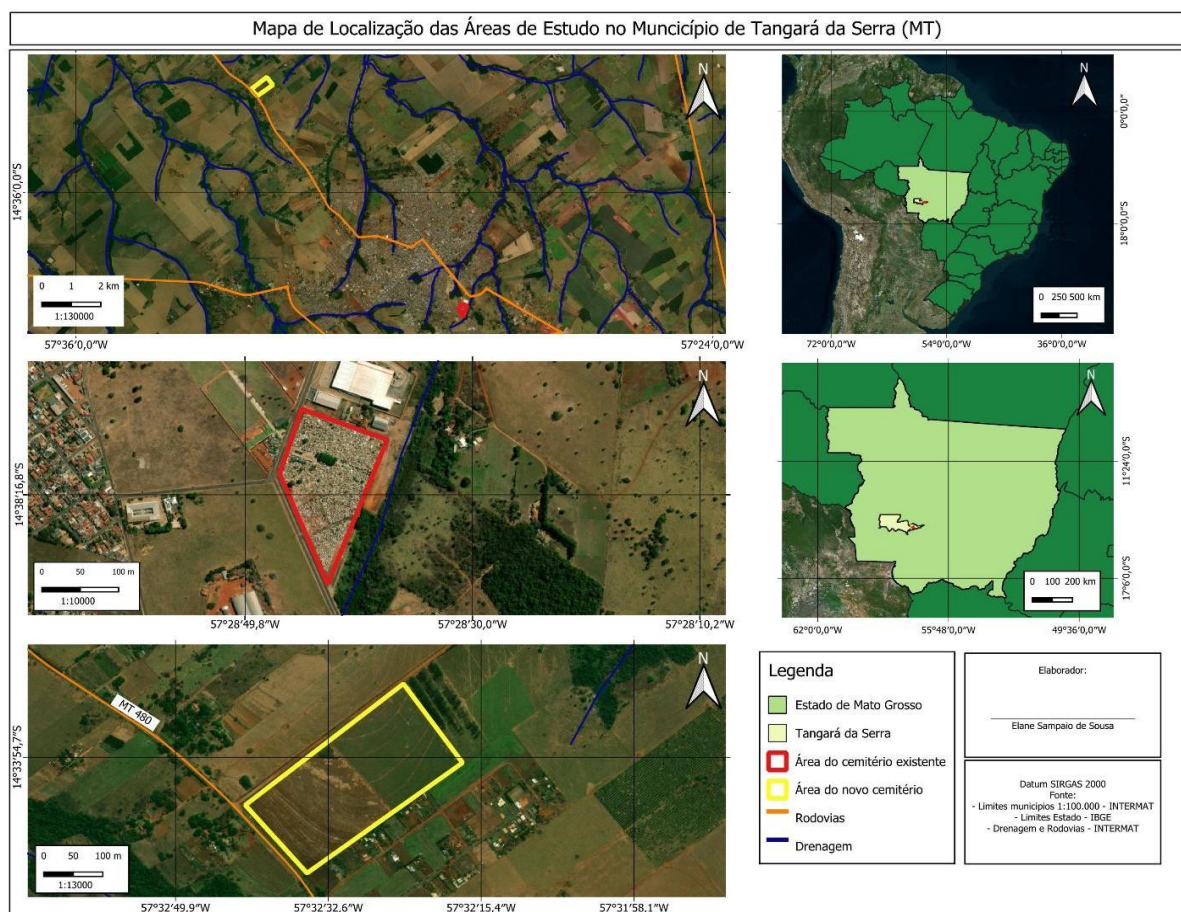 Mapa de Localização das Áreas de Estudo no Muncicípio de Tangará da Serra (MT)
N
14°36'0,0"S
0 1 2 km
1:130000
57°36'0,0"W
57°24'0,0"W
N
0°0'0,0"
18°0'0,0"S
0 250 500 km
72°0'0,0"W
54°0'0,0"W
36°0'0,0"W
N
14°38'16,8"S
0 50 100 m
1:10000
57°28'49,8"W
57°28'30,0"W
57°28'10,2"W
N
11°24'0,0"S
17°6'0,0"S
0 100 200 km
62°0'0,0"W
55°48'0,0"W
49°36'0,0"W
N
MT 480
14°33'54,7"S
0 50 100 m
1:13000
57°32'49,9"W
57°32'32,6"W
57°32'15,4"W
57°31'58,1"W
Legenda
Estado de Mato Grosso
Tangará da Serra
Área do cemitério existente
Área do novo cemitério
Rodovias
Drenagem
Elaborador:
Elane Sampaio de Sousa
Datum SIRGAS 2000
Fonte:
- Limites municipios 1:100.000 - INTERMAT
- Limites Estado - IBGE
- Drenagem e Rodovias - INTERMAT